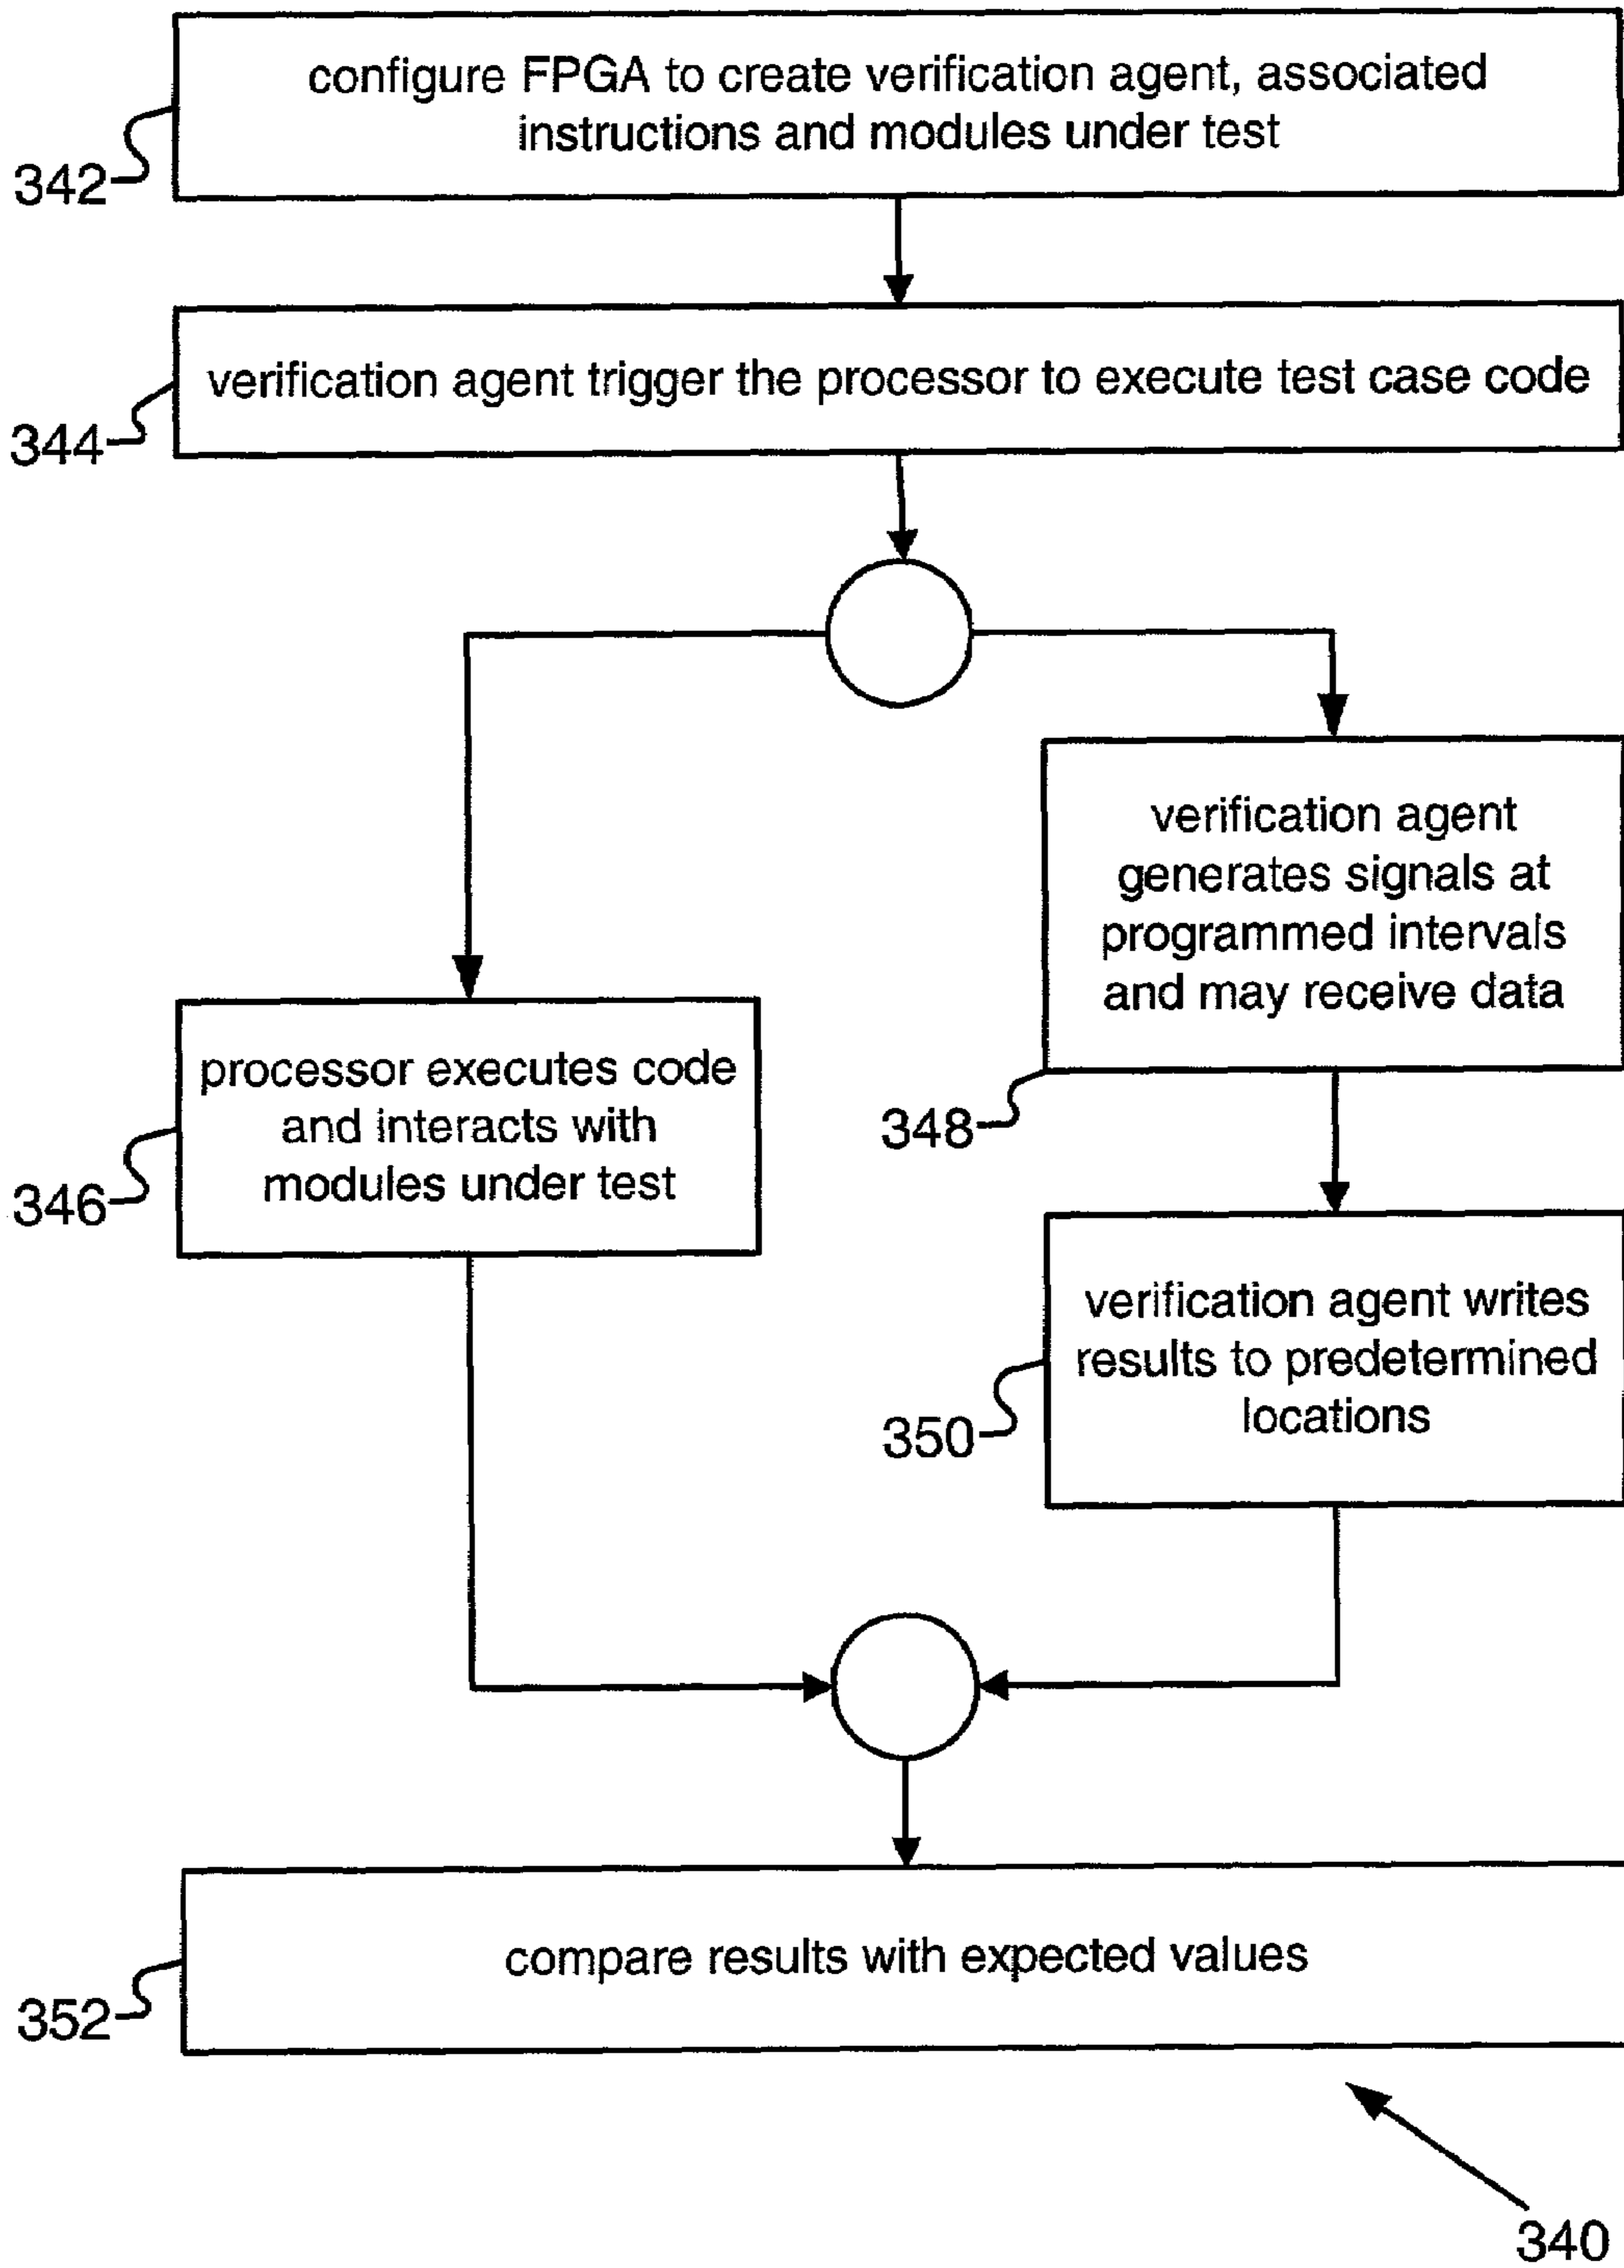 configure FPGA to create verification agent, associated
instructions and modules under test
342
verification agent trigger the processor to execute test case code
344
verification agent
generates signals at
programmed intervals
and may receive data
348
processor executes code
and interacts with
modules under test
346
verification agent writes
results to predetermined
locations
350
compare results with expected values
352
340